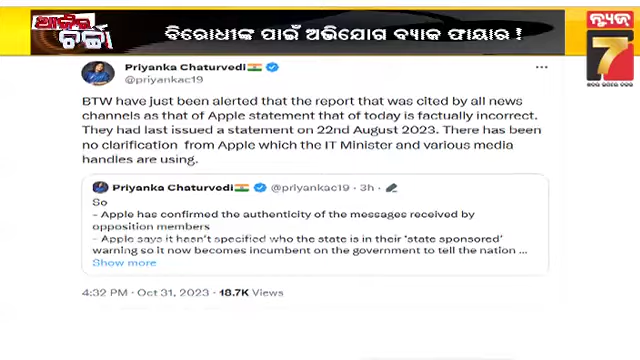 ଆଜିର ଚର୍ଚ୍ଚା
ବିରୋଧୀଙ୍କ ପାଇଁ ଅଭିଯୋଗ ବ୍ୟାକ ଫାୟାର !
ନ୍ୟୁଜ୍
7
Priyanka Chaturvedi🇮🇳
@priyankac19
BTW have just been alerted that the report that was cited by all news
channels as that of Apple statement that of today is factually incorrect.
They had last issued a statement on 22nd August 2023. There has been
no clarification from Apple which the IT Minister and various media
handles are using.
Priyanka Chaturvedi🇮🇳 @priyankac19 · 3h ·
So
- Apple has confirmed the authenticity of the messages received by
opposition members
- Apple says it hasn't specified who the state is in their 'state sponsored'
warning so it now becomes incumbent on the government to tell the nation ...
Show more
4:32 PM · Oct 31, 2023 · 18.7K Views